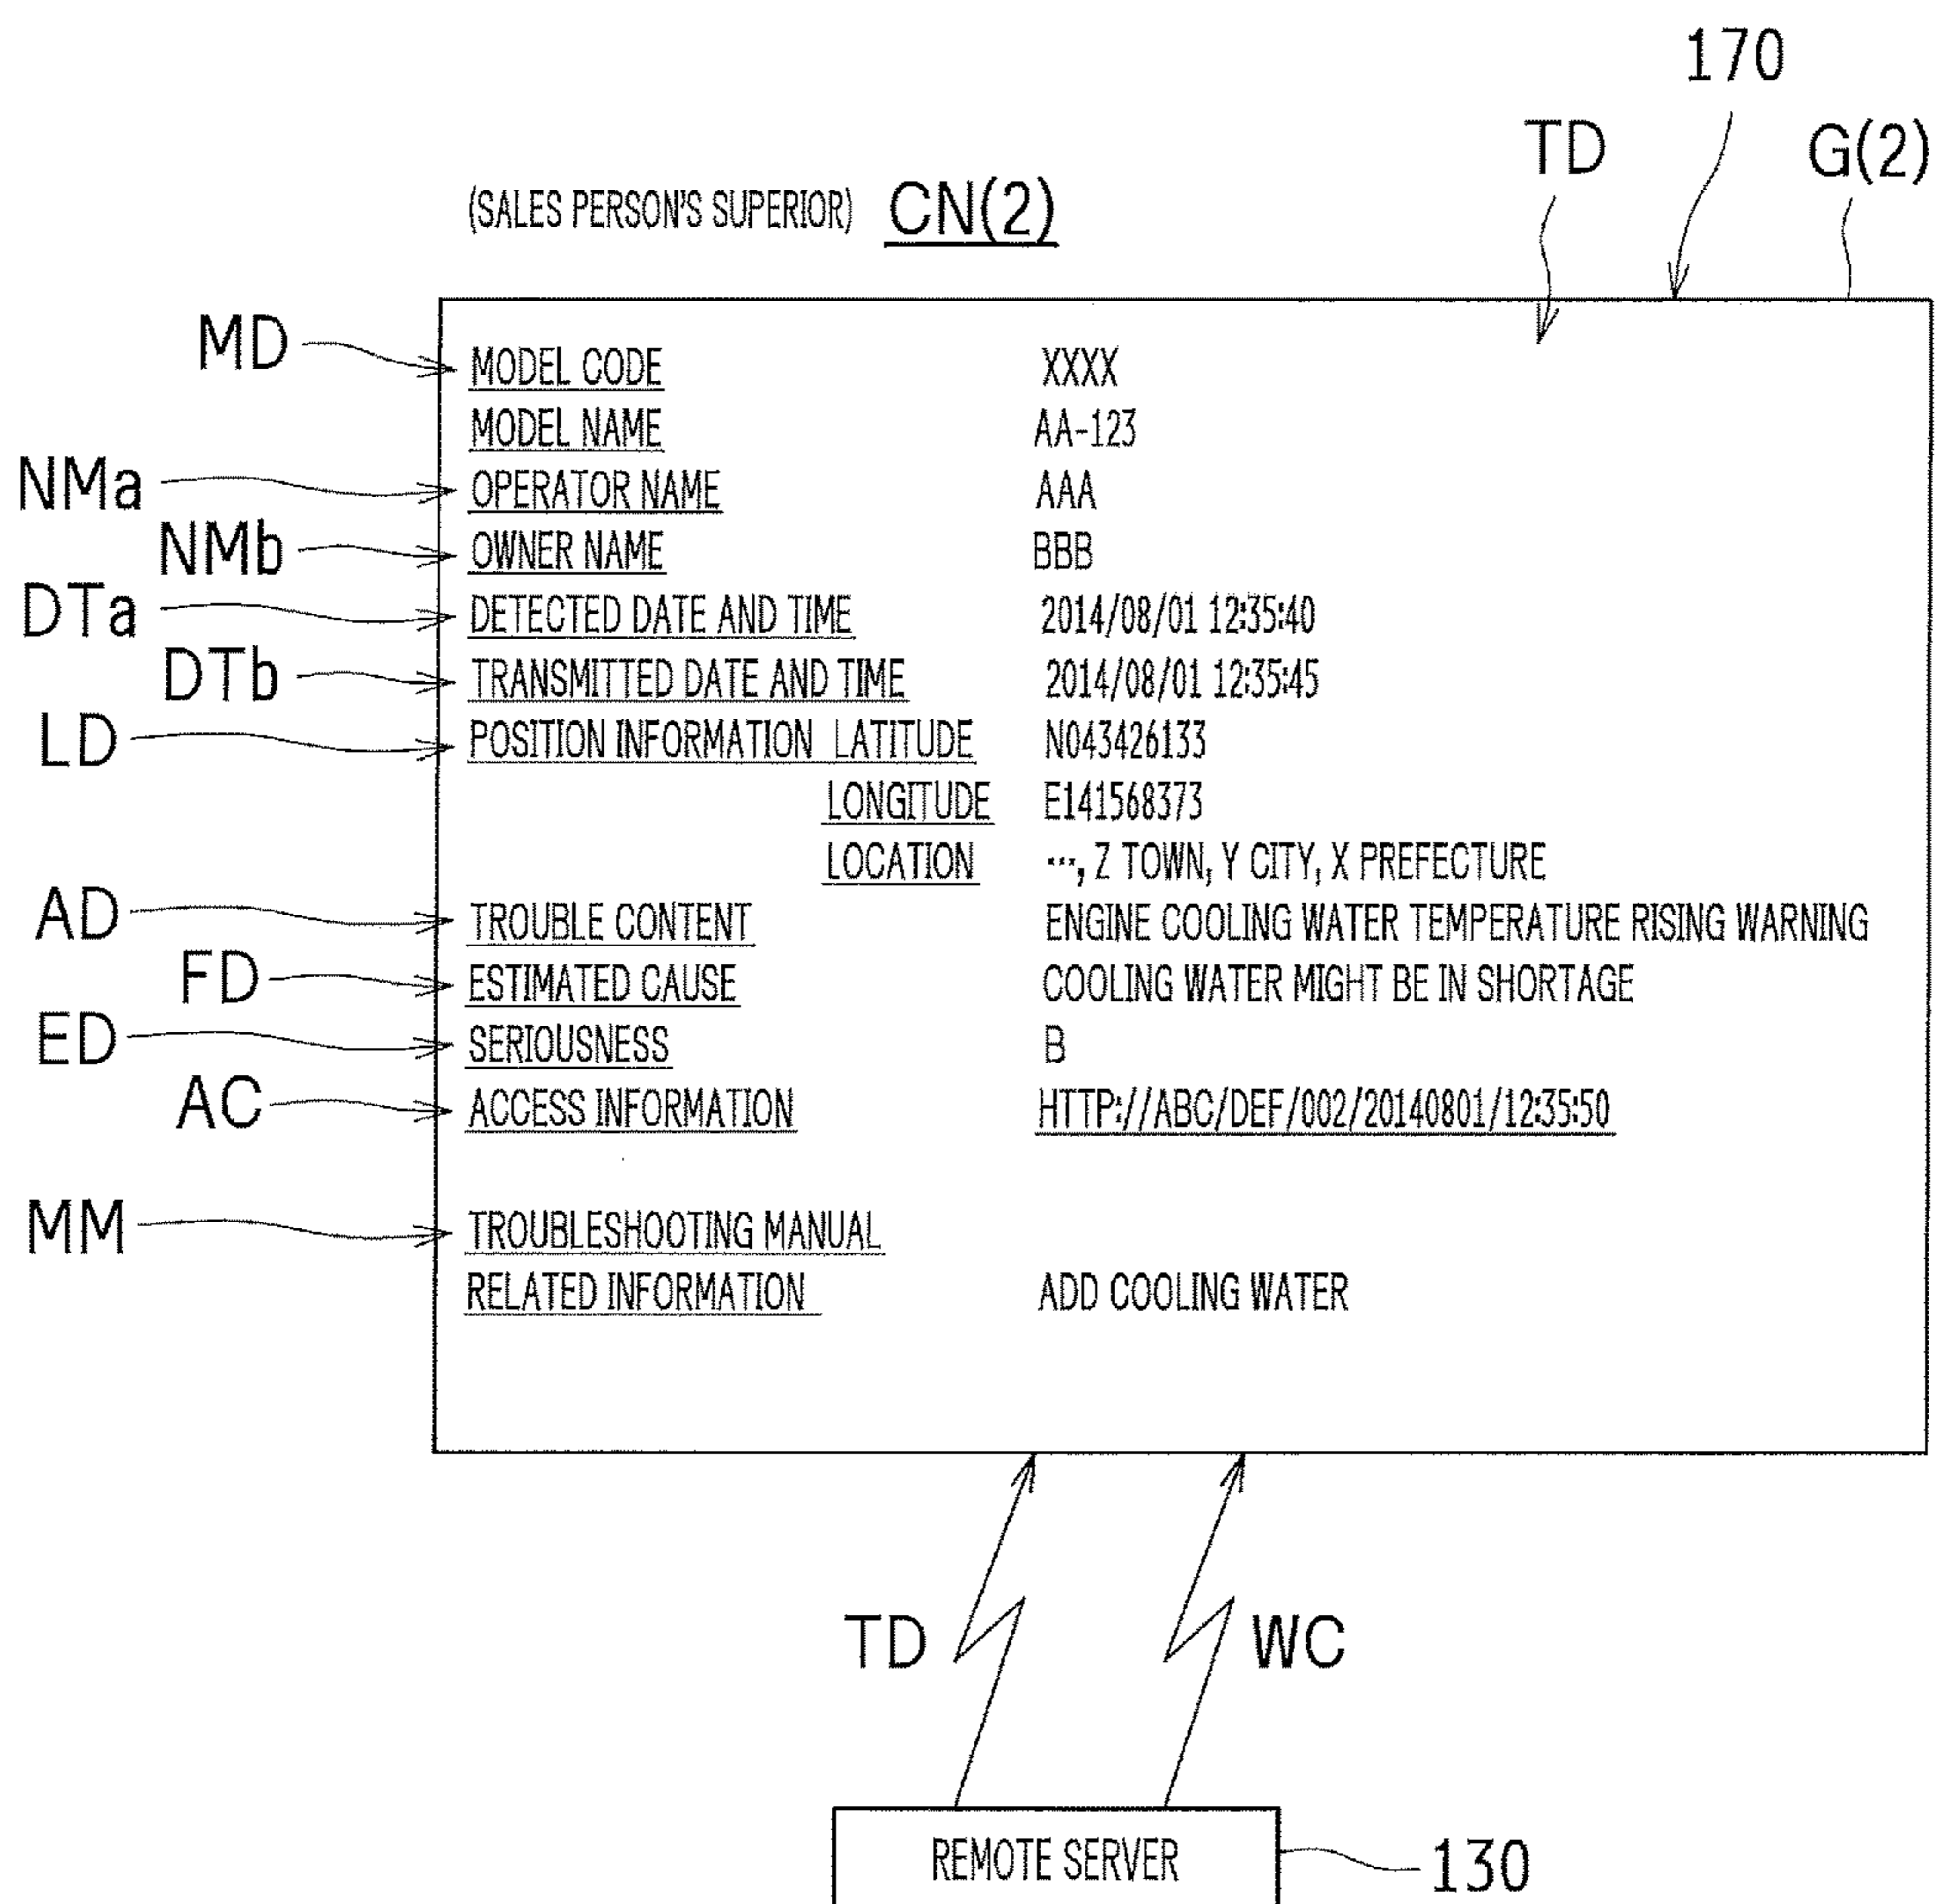 170
TD G(2)
(SALES PERSON'S SUPERIOR) CN(2)
MD MODEL CODE XXXX
MODEL NAME AA-123
NMa OPERATOR NAME AAA
NMb OWNER NAME BBB
DTa DETECTED DATE AND TIME 2014/08/01 12:35:40
DTb TRANSMITTED DATE AND TIME 2014/08/01 12:35:45
LD POSITION INFORMATION LATITUDE N043426133
LONGITUDE E141568373
LOCATION ···, Z TOWN, Y CITY, X PREFECTURE
AD TROUBLE CONTENT ENGINE COOLING WATER TEMPERATURE RISING WARNING
FD ESTIMATED CAUSE COOLING WATER MIGHT BE IN SHORTAGE
ED SERIOUSNESS B
AC ACCESS INFORMATION HTTP://ABC/DEF/002/20140801/12:35:50
MM TROUBLESHOOTING MANUAL
RELATED INFORMATION ADD COOLING WATER
TD WC
REMOTE SERVER 130